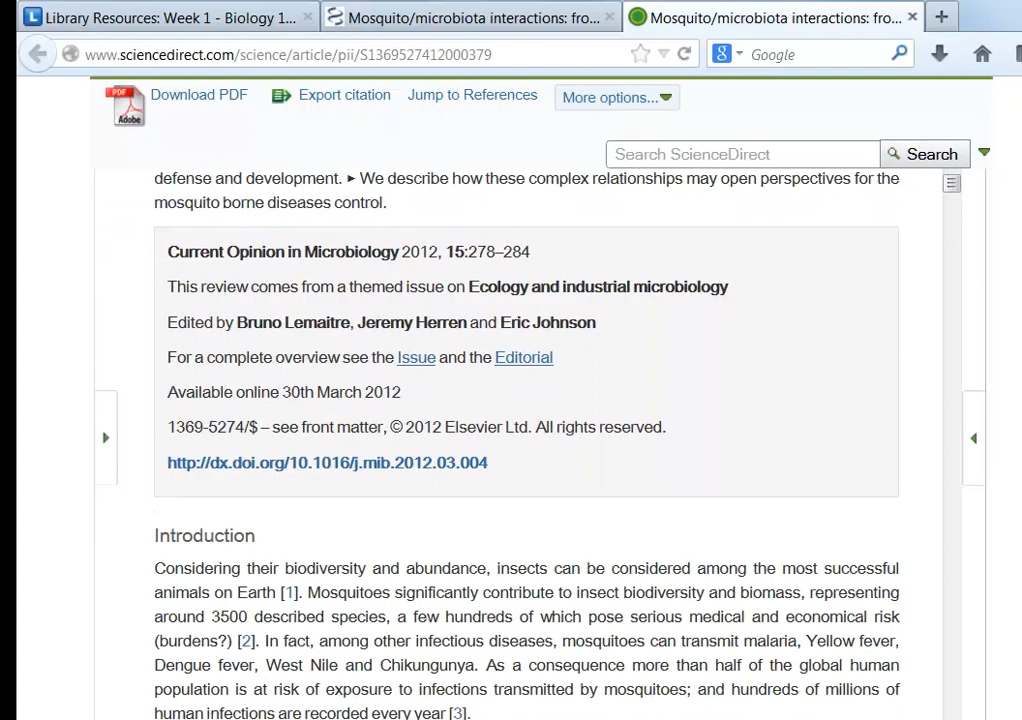 Library Resources: Week 1 - Biology 1...
Mosquito/microbiota interactions: fro...
Mosquito/microbiota interactions: fro...
www.sciencedirect.com/science/article/pii/S1369527412000379
Google
PDF
Adobe
Download PDF
Export citation
Jump to References
More options...
Search ScienceDirect
Search
defense and development. ► We describe how these complex relationships may open perspectives for the
mosquito borne diseases control.
Current Opinion in Microbiology 2012, 15:278–284
This review comes from a themed issue on Ecology and industrial microbiology
Edited by Bruno Lemaitre, Jeremy Herren and Eric Johnson
For a complete overview see the Issue and the Editorial
Available online 30th March 2012
1369-5274/$ – see front matter, © 2012 Elsevier Ltd. All rights reserved.
http://dx.doi.org/10.1016/j.mib.2012.03.004
Introduction
Considering their biodiversity and abundance, insects can be considered among the most successful
animals on Earth [1]. Mosquitoes significantly contribute to insect biodiversity and biomass, representing
around 3500 described species, a few hundreds of which pose serious medical and economical risk
(burdens?) [2]. In fact, among other infectious diseases, mosquitoes can transmit malaria, Yellow fever,
Dengue fever, West Nile and Chikungunya. As a consequence more than half of the global human
population is at risk of exposure to infections transmitted by mosquitoes; and hundreds of millions of
human infections are recorded every year [3].